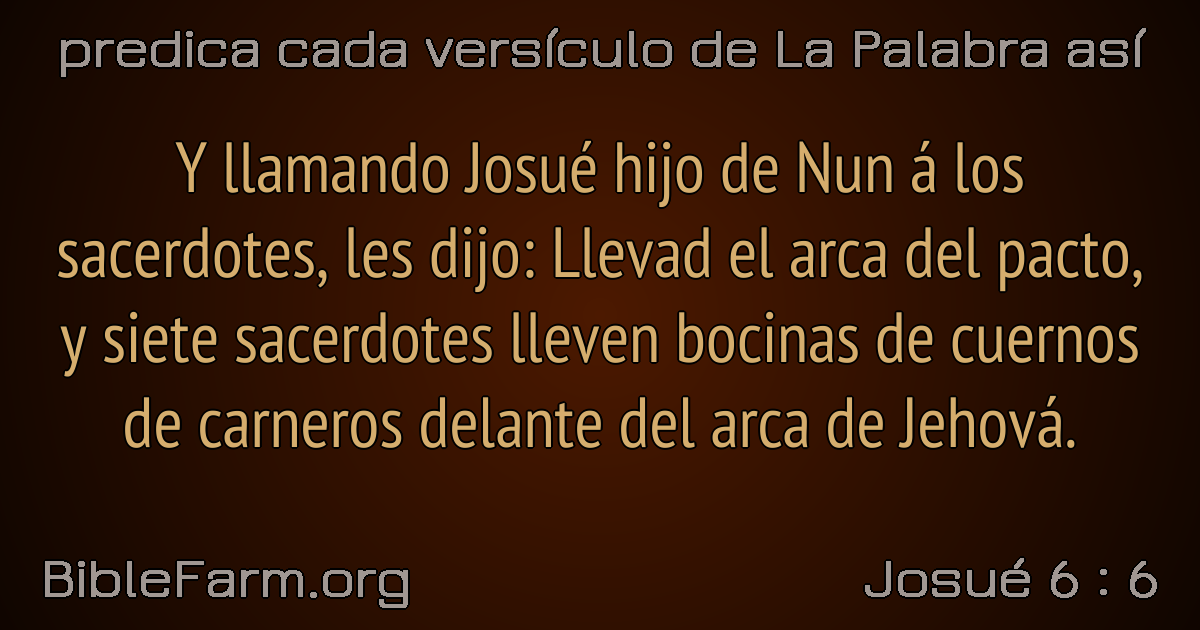 predica cada versículo de La Palabra así
Y llamando Josué hijo de Nun á los
sacerdotes, les dijo: Llevad el arca del pacto,
y siete sacerdotes lleven bocinas de cuernos
de carneros delante del arca de Jehová.
BibleFarm.org
Josué 6 : 6